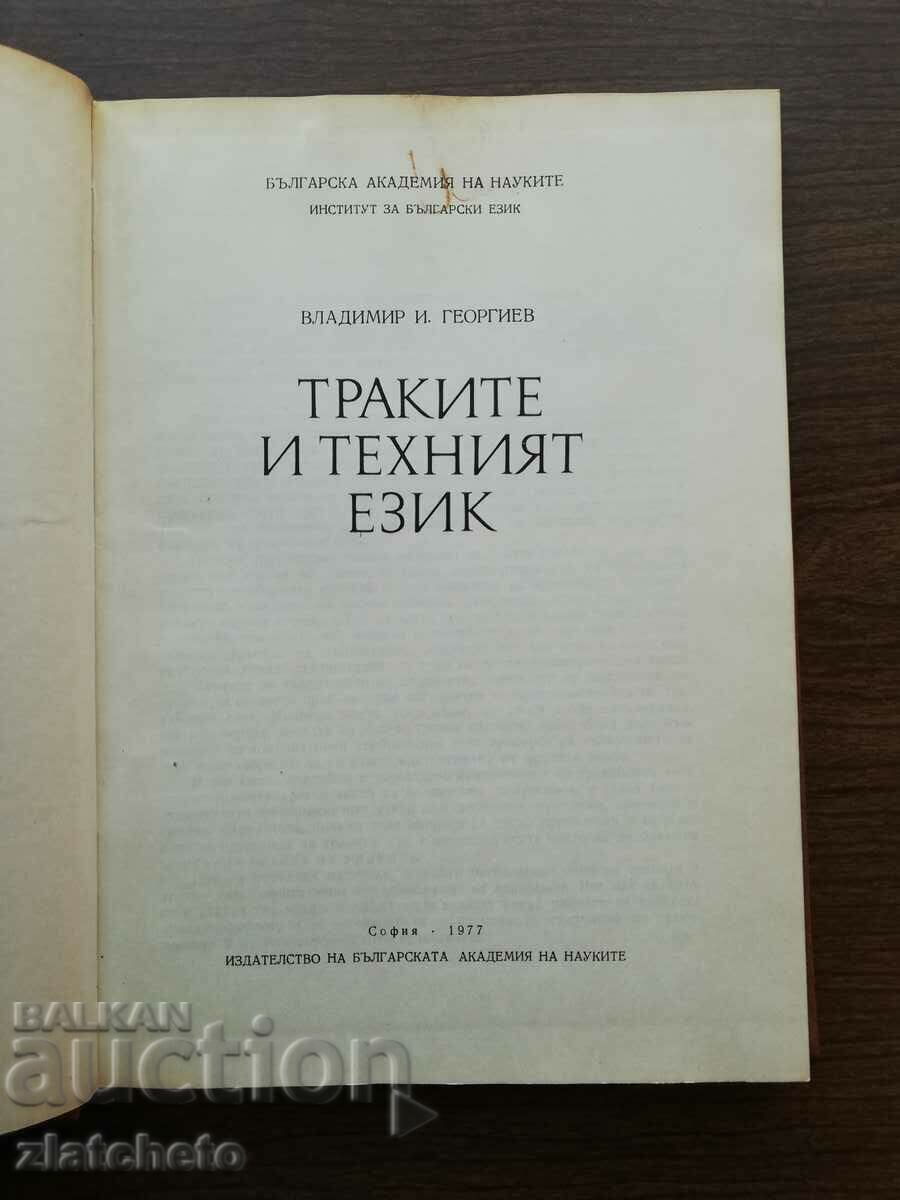 БЪЛГАРСКА АКАДЕМИЯ НА НАУКИТЕ
ИНСТИТУТ ЗА БЪЛГАРСКИ ЕЗИК
ВЛАДИМИР И. ГЕОРГИЕВ
ТРАКИТЕ
И ТЕХНИЯТ
ЕЗИК
София · 1977
ИЗДАТЕЛСТВО НА БЪЛГАРСКАТА АКАДЕМИЯ НА НАУКИТЕ
BALKAN
auction
zlatcheto